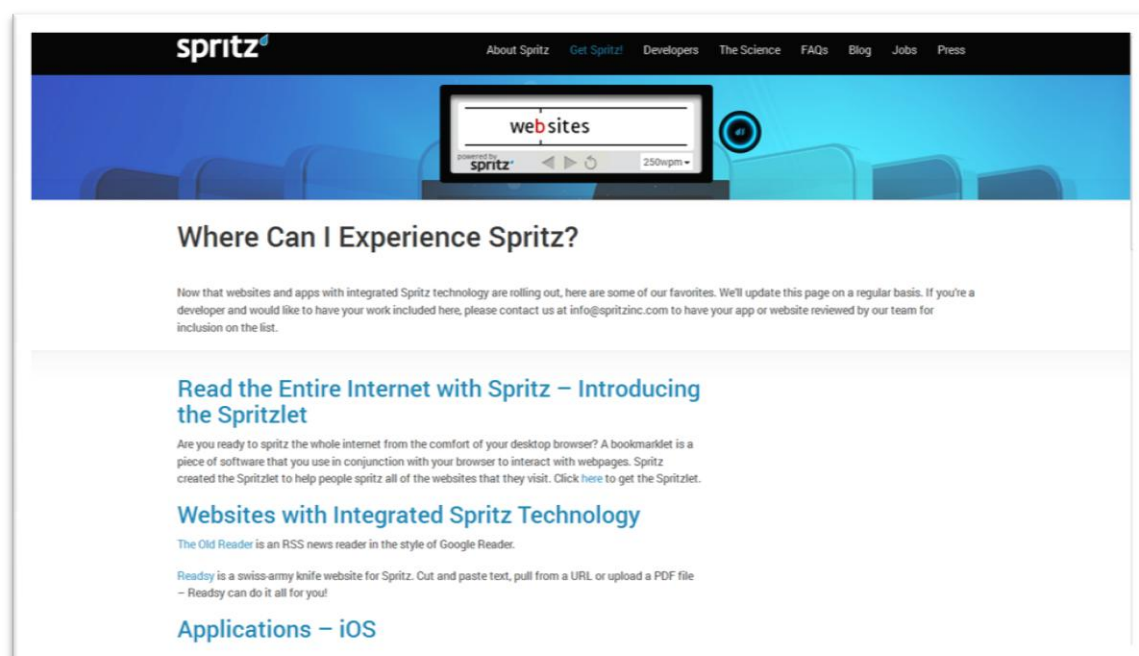 spritz
About Spritz Get Spritz! Developers The Science FAQs Blog Jobs Press
websites
powered by
spritz 250wpm
Where Can I Experience Spritz?
Now that websites and apps with integrated Spritz technology are rolling out, here are some of our favorites. We'll update this page on a regular basis. If you're a
developer and would like to have your work included here, please contact us at info@spritzinc.com to have your app or website reviewed by our team for
inclusion on the list.
Read the Entire Internet with Spritz – Introducing
the Spritzlet
Are you ready to spritz the whole internet from the comfort of your desktop browser? A bookmarklet is a
piece of software that you use in conjunction with your browser to interact with webpages. Spritz
created the Spritzlet to help people spritz all of the websites that they visit. Click here to get the Spritzlet.
Websites with Integrated Spritz Technology
The Old Reader is an RSS news reader in the style of Google Reader.
Readsy is a swiss-army knife website for Spritz. Cut and paste text, pull from a URL or upload a PDF file
– Readsy can do it all for you!
Applications – iOS